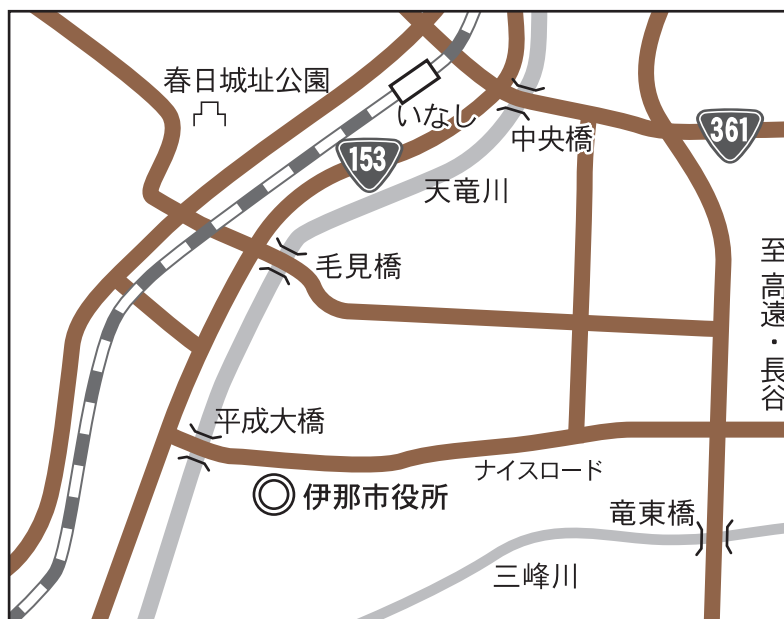 春日城址公園
いなし
中央橋
361
153
天竜川
毛見橋
至 高遠・長谷
平成大橋
ナイスロード
伊那市役所
竜東橋
三峰川